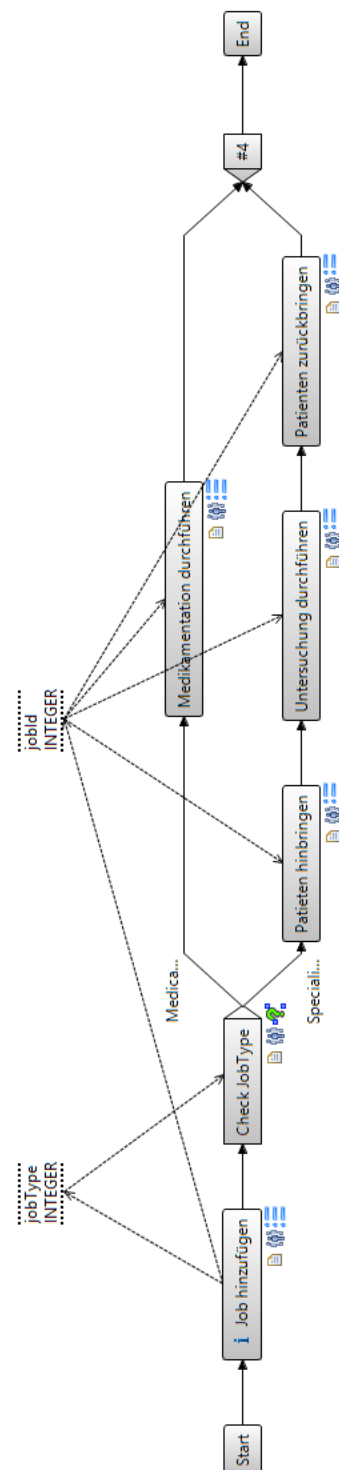 jobType
INTEGER
jobId
INTEGER
Start
i Job hinzufügen
Check JobType
Medica...
Speciali...
Medikamentation durchführen
Patieten hinbringen
Untersuchung durchführen
Patienten zurückbringen
#4
End